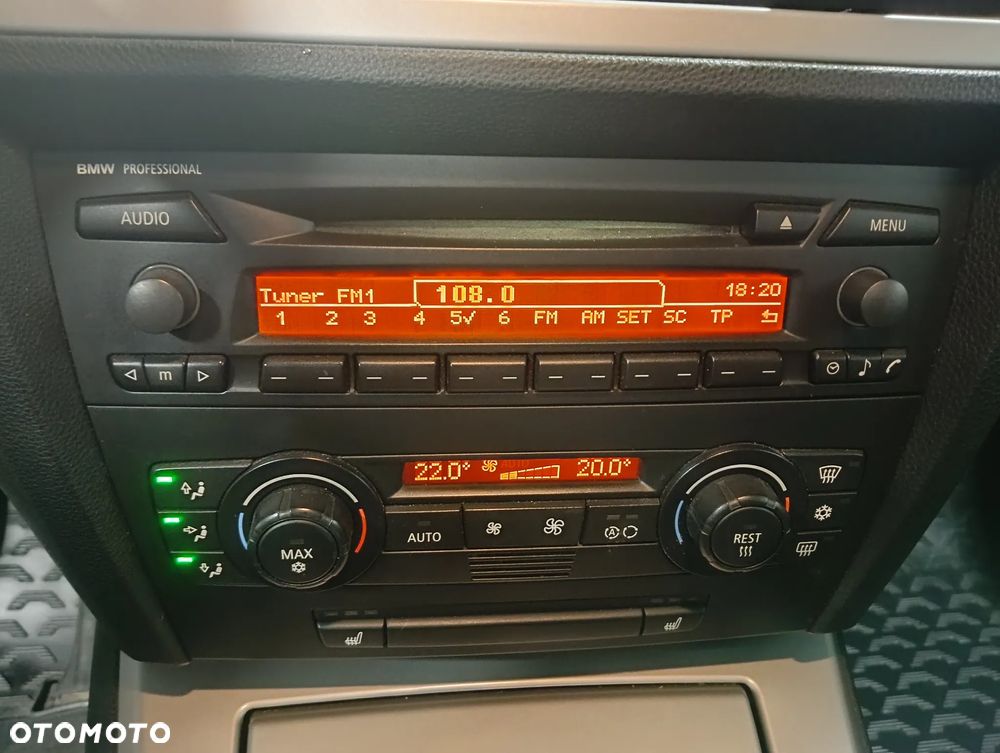 BMW PROFESSIONAL
AUDIO
MENU
Tuner FM1 108.0 18:20
1 2 3 4 5✓ 6 FM AM SET SC TP
m
22.0° AUTO 20.0°
AUTO
A
MAX
REST
OTOMOTO